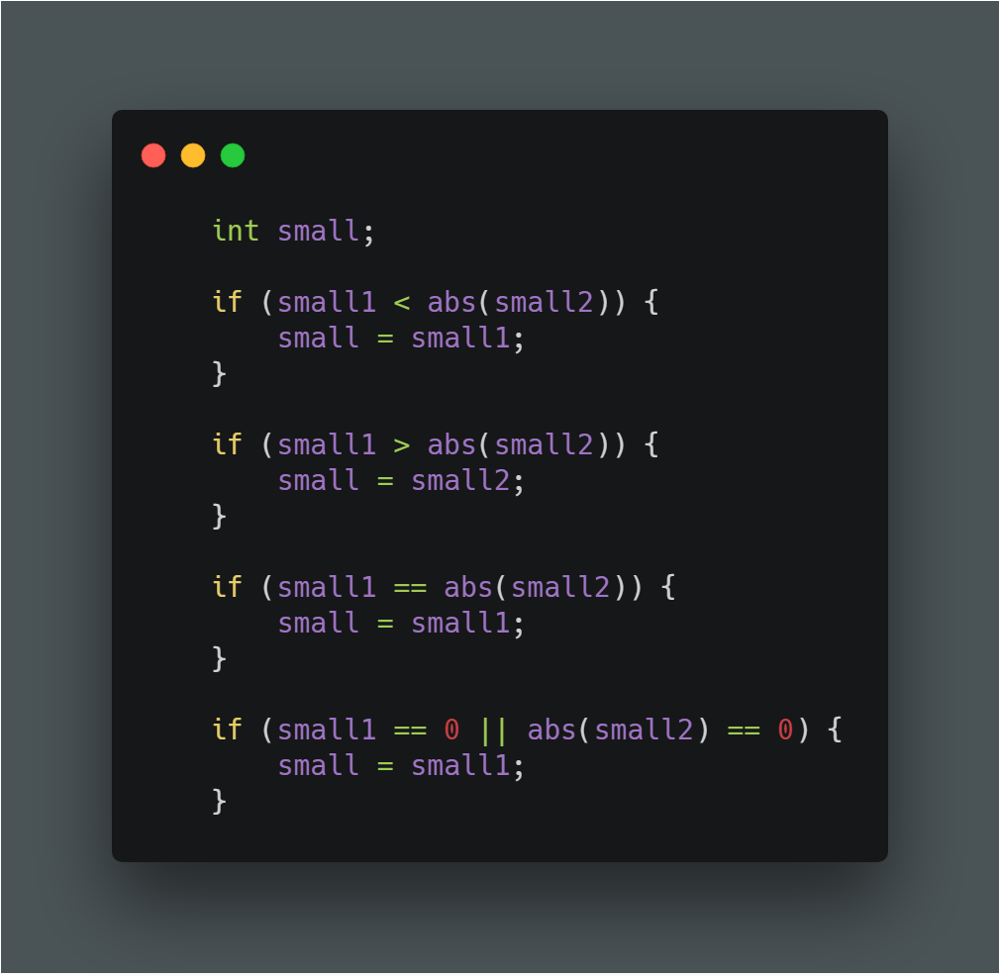 int small;
if (small1 < abs(small2)) {
small = small1;
}
if (small1 > abs(small2)) {
small = small2;
}
if (small1 == abs(small2)) {
small = small1;
}
if (small1 == 0 || abs(small2) == 0) {
small = small1;
}